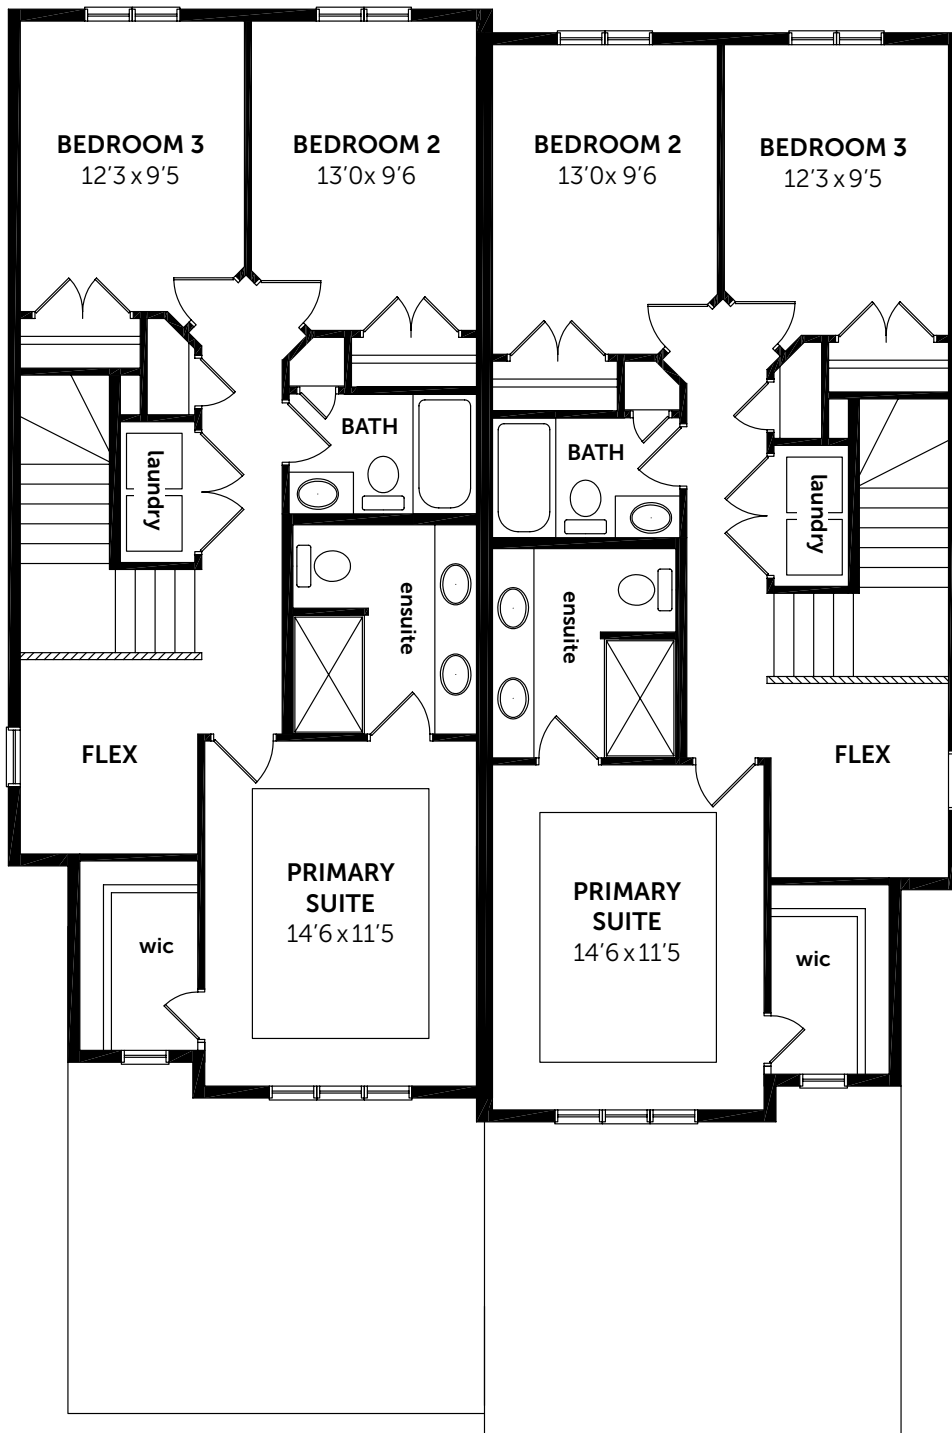 BEDROOM 3
12'3 x 9'5
BEDROOM 2
13'0x 9'6
BEDROOM 2
13'0x 9'6
BEDROOM 3
12'3 x 9'5
BATH
laundry
ensuite
BATH
laundry
ensuite
FLEX
FLEX
PRIMARY
SUITE
14'6 x 11'5
PRIMARY
SUITE
14'6 x 11'5
wic
wic